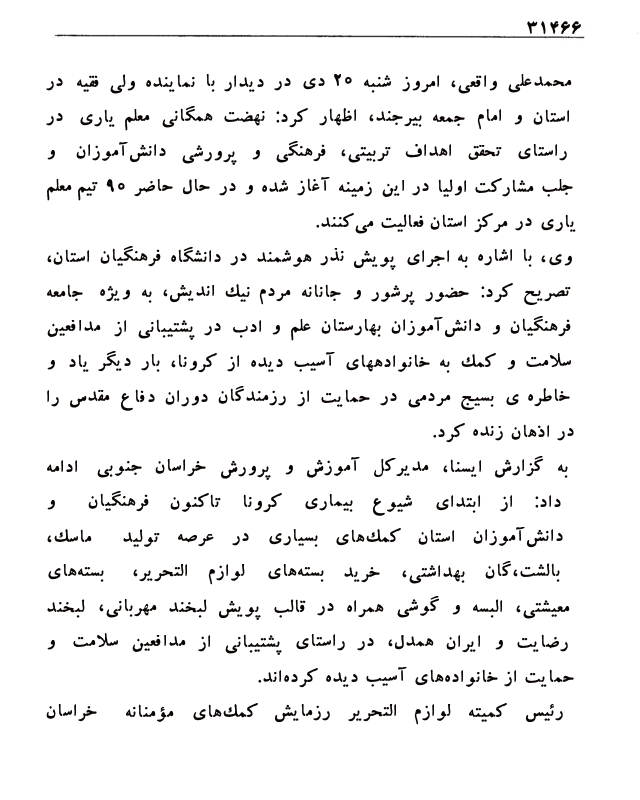 ۳۱۴۶۶
محمدعلی واقعی، امروز شنبه ۲۵ دی در دیدار با نماینده ولی فقیه در
استان و امام جمعه بیرجند، اظهار کرد: نهضت همگانی معلم یاری در
راستای تحقق اهداف تربیتی، فرهنگی و پرورشی دانش‌آموزان و
جلب مشارکت اولیا در این زمینه آغاز شده و در حال حاضر ۹۵ تیم معلم
یاری در مرکز استان فعالیت می‌کنند.
وی، با اشاره به اجرای پویش نذر هوشمند در دانشگاه فرهنگیان استان،
تصریح کرد: حضور پرشور و جانانه مردم نیك اندیش، به ویژه جامعه
فرهنگیان و دانش‌آموزان بهارستان علم و ادب در پشتیبانی از مدافعین
سلامت و کمك به خانوادههای آسیب دیده از کرونا، بار دیگر یاد و
خاطره ی بسیج مردمی در حمایت از رزمندگان دوران دفاع مقدس را
در اذهان زنده کرد.
به گزارش ایسنا، مدیرکل آموزش و پرورش خراسان جنوبی ادامه
داد: از ابتدای شیوع بیماری کرونا تاکنون فرهنگیان و
دانش‌آموزان استان کمك‌های بسیاری در عرصه تولید ماسك،
بالشت،گان بهداشتی، خرید بسته‌های لوازم التحریر، بسته‌های
معیشتی، البسه و گوشی همراه در قالب پویش لبخند مهربانی، لبخند
رضایت و ایران همدل، در راستای پشتیبانی از مدافعین سلامت و
حمایت از خانواده‌های آسیب دیده کرده‌اند.
رئیس کمیته لوازم التحریر رزمایش کمك‌های مؤمنانه خراسان